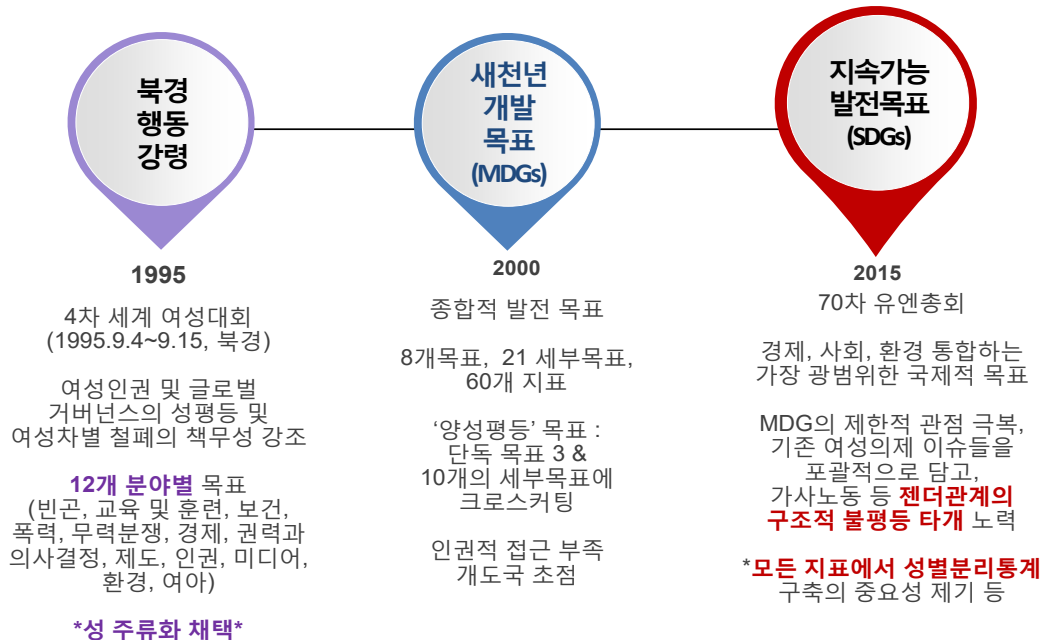 북경
행동
강령
1995
4차 세계 여성대회
(1995.9.4~9.15, 북경)
여성인권 및 글로벌
거버넌스의 성평등 및
여성차별 철폐의 책무성 강조
12개 분야별 목표
(빈곤, 교육 및 훈련, 보건,
폭력, 무력분쟁, 경제, 권력과
의사결정, 제도, 인권, 미디어,
환경, 여아)
*성 주류화 채택*
새천년
개발
목표
(MDGs)
2000
종합적 발전 목표
8개목표, 21 세부목표,
60개 지표
‘양성평등’ 목표 :
단독 목표 3 &
10개의 세부목표에
크로스커팅
인권적 접근 부족
개도국 초점
지속가능
발전목표
(SDGs)
2015
70차 유엔총회
경제, 사회, 환경 통합하는
가장 광범위한 국제적 목표
MDG의 제한적 관점 극복,
기존 여성의제 이슈들을
포괄적으로 담고,
가사노동 등 젠더관계의
구조적 불평등 타개 노력
*모든 지표에서 성별분리통계
구축의 중요성 제기 등